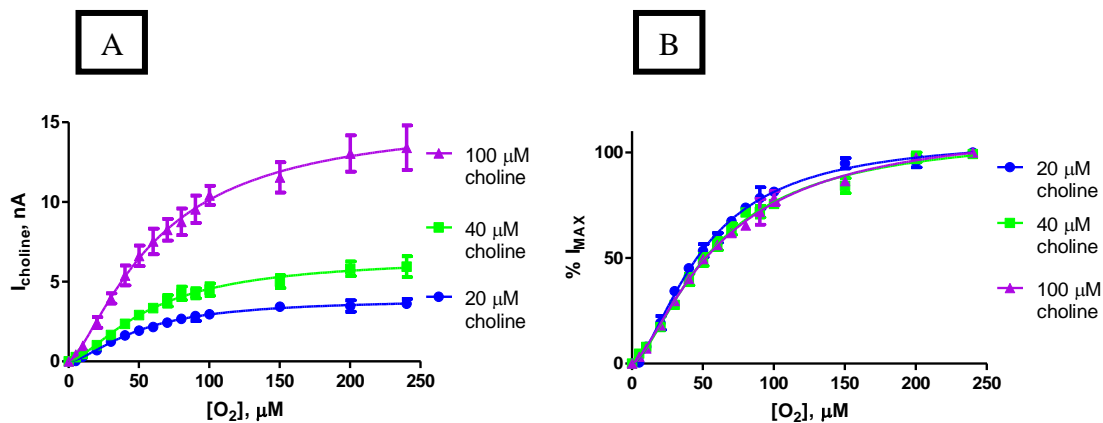 A
B
15
10
5
0
I choline, nA
0 50 100 150 200 250
[O2], μM
100 μM
choline
40 μM
choline
20 μM
choline
100
50
0
% IMAX
0 50 100 150 200 250
[O2], μM
20 μM
choline
40 μM
choline
100 μM
choline